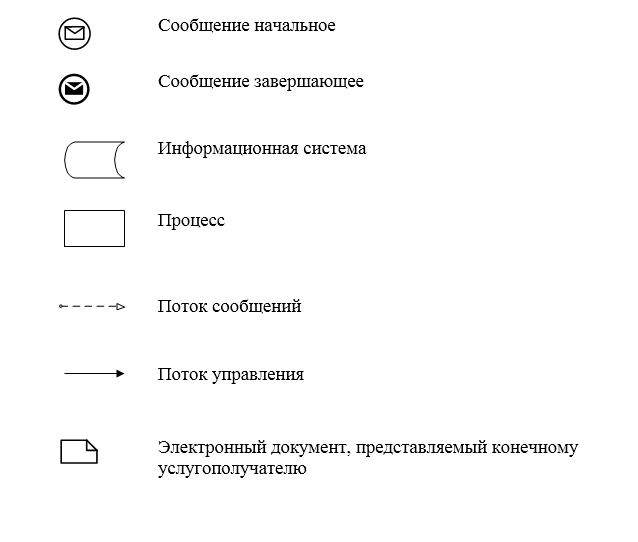 Сообщение начальное
Сообщение завершающее
Информационная система
Процесс
Поток сообщений
Поток управления
Электронный документ, представляемый конечному
услугополучателю